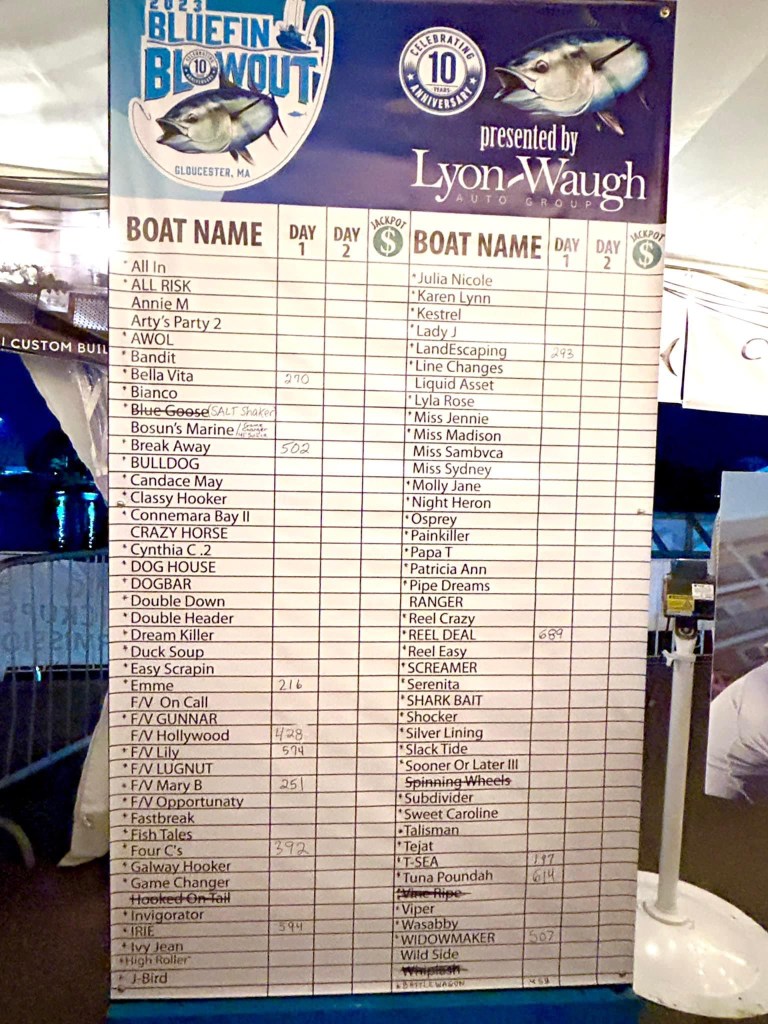 2023
BLUEFIN
BLOWOUT
CELEBRATING
10
GLOUCESTER, MA
CELEBRATING
10
YEARS
ANNIVERSARY
presented by
Lyon-Waugh
AUTO GROUP
I CUSTOM BUIL
BOAT NAME DAY 1 DAY 2 JACKPOT $
* All In
* ALL RISK
Annie M
Arty's Party 2
* AWOL
* Bandit
* Bella Vita 270
* Bianco
* Blue Goose/SALT Shaker
Bosun's Marine/
* Break Away 502
* BULLDOG
* Candace May
* Classy Hooker
* Connemara Bay II
CRAZY HORSE
* Cynthia C .2
* DOG HOUSE
* DOGBAR
* Double Down
* Double Header
* Dream Killer
* Duck Soup
* Easy Scrapin
* Emme 216
F/V On Call
* F/V GUNNAR
F/V Hollywood 428
* F/V Lily 574
* F/V LUGNUT
* F/V Mary B 251
* F/V Opportunaty
* Fastbreak
* Fish Tales
* Four C's 392
* Galway Hooker
* Game Changer
Hooked On Tail
* Invigorator
* IRIE 594
* Ivy Jean
* High Roller
* J-Bird
BOAT NAME DAY 1 DAY 2 JACKPOT $
* Julia Nicole
* Karen Lynn
* Kestrel
* Lady J
* LandEscaping 293
* Line Changes
Liquid Asset
* Lyla Rose
* Miss Jennie
* Miss Madison
Miss Sambvca
Miss Sydney
* Molly Jane
* Night Heron
* Osprey
* Painkiller
* Papa T
* Patricia Ann
* Pipe Dreams
RANGER
* Reel Crazy
* REEL DEAL 689
* Reel Easy
* SCREAMER
* Serenita
* SHARK BAIT
* Shocker
* Silver Lining
* Slack Tide
* Sooner Or Later III
Spinning Wheels
* Subdivider
* Sweet Caroline
* Talisman
* Tejat
* T-SEA 197
* Tuna Poundah 614
* Vine Ripe
* Viper
* Wasabby
* WIDOWMAKER 507
Wild Side
Whiplash
* BATTLEWAGON